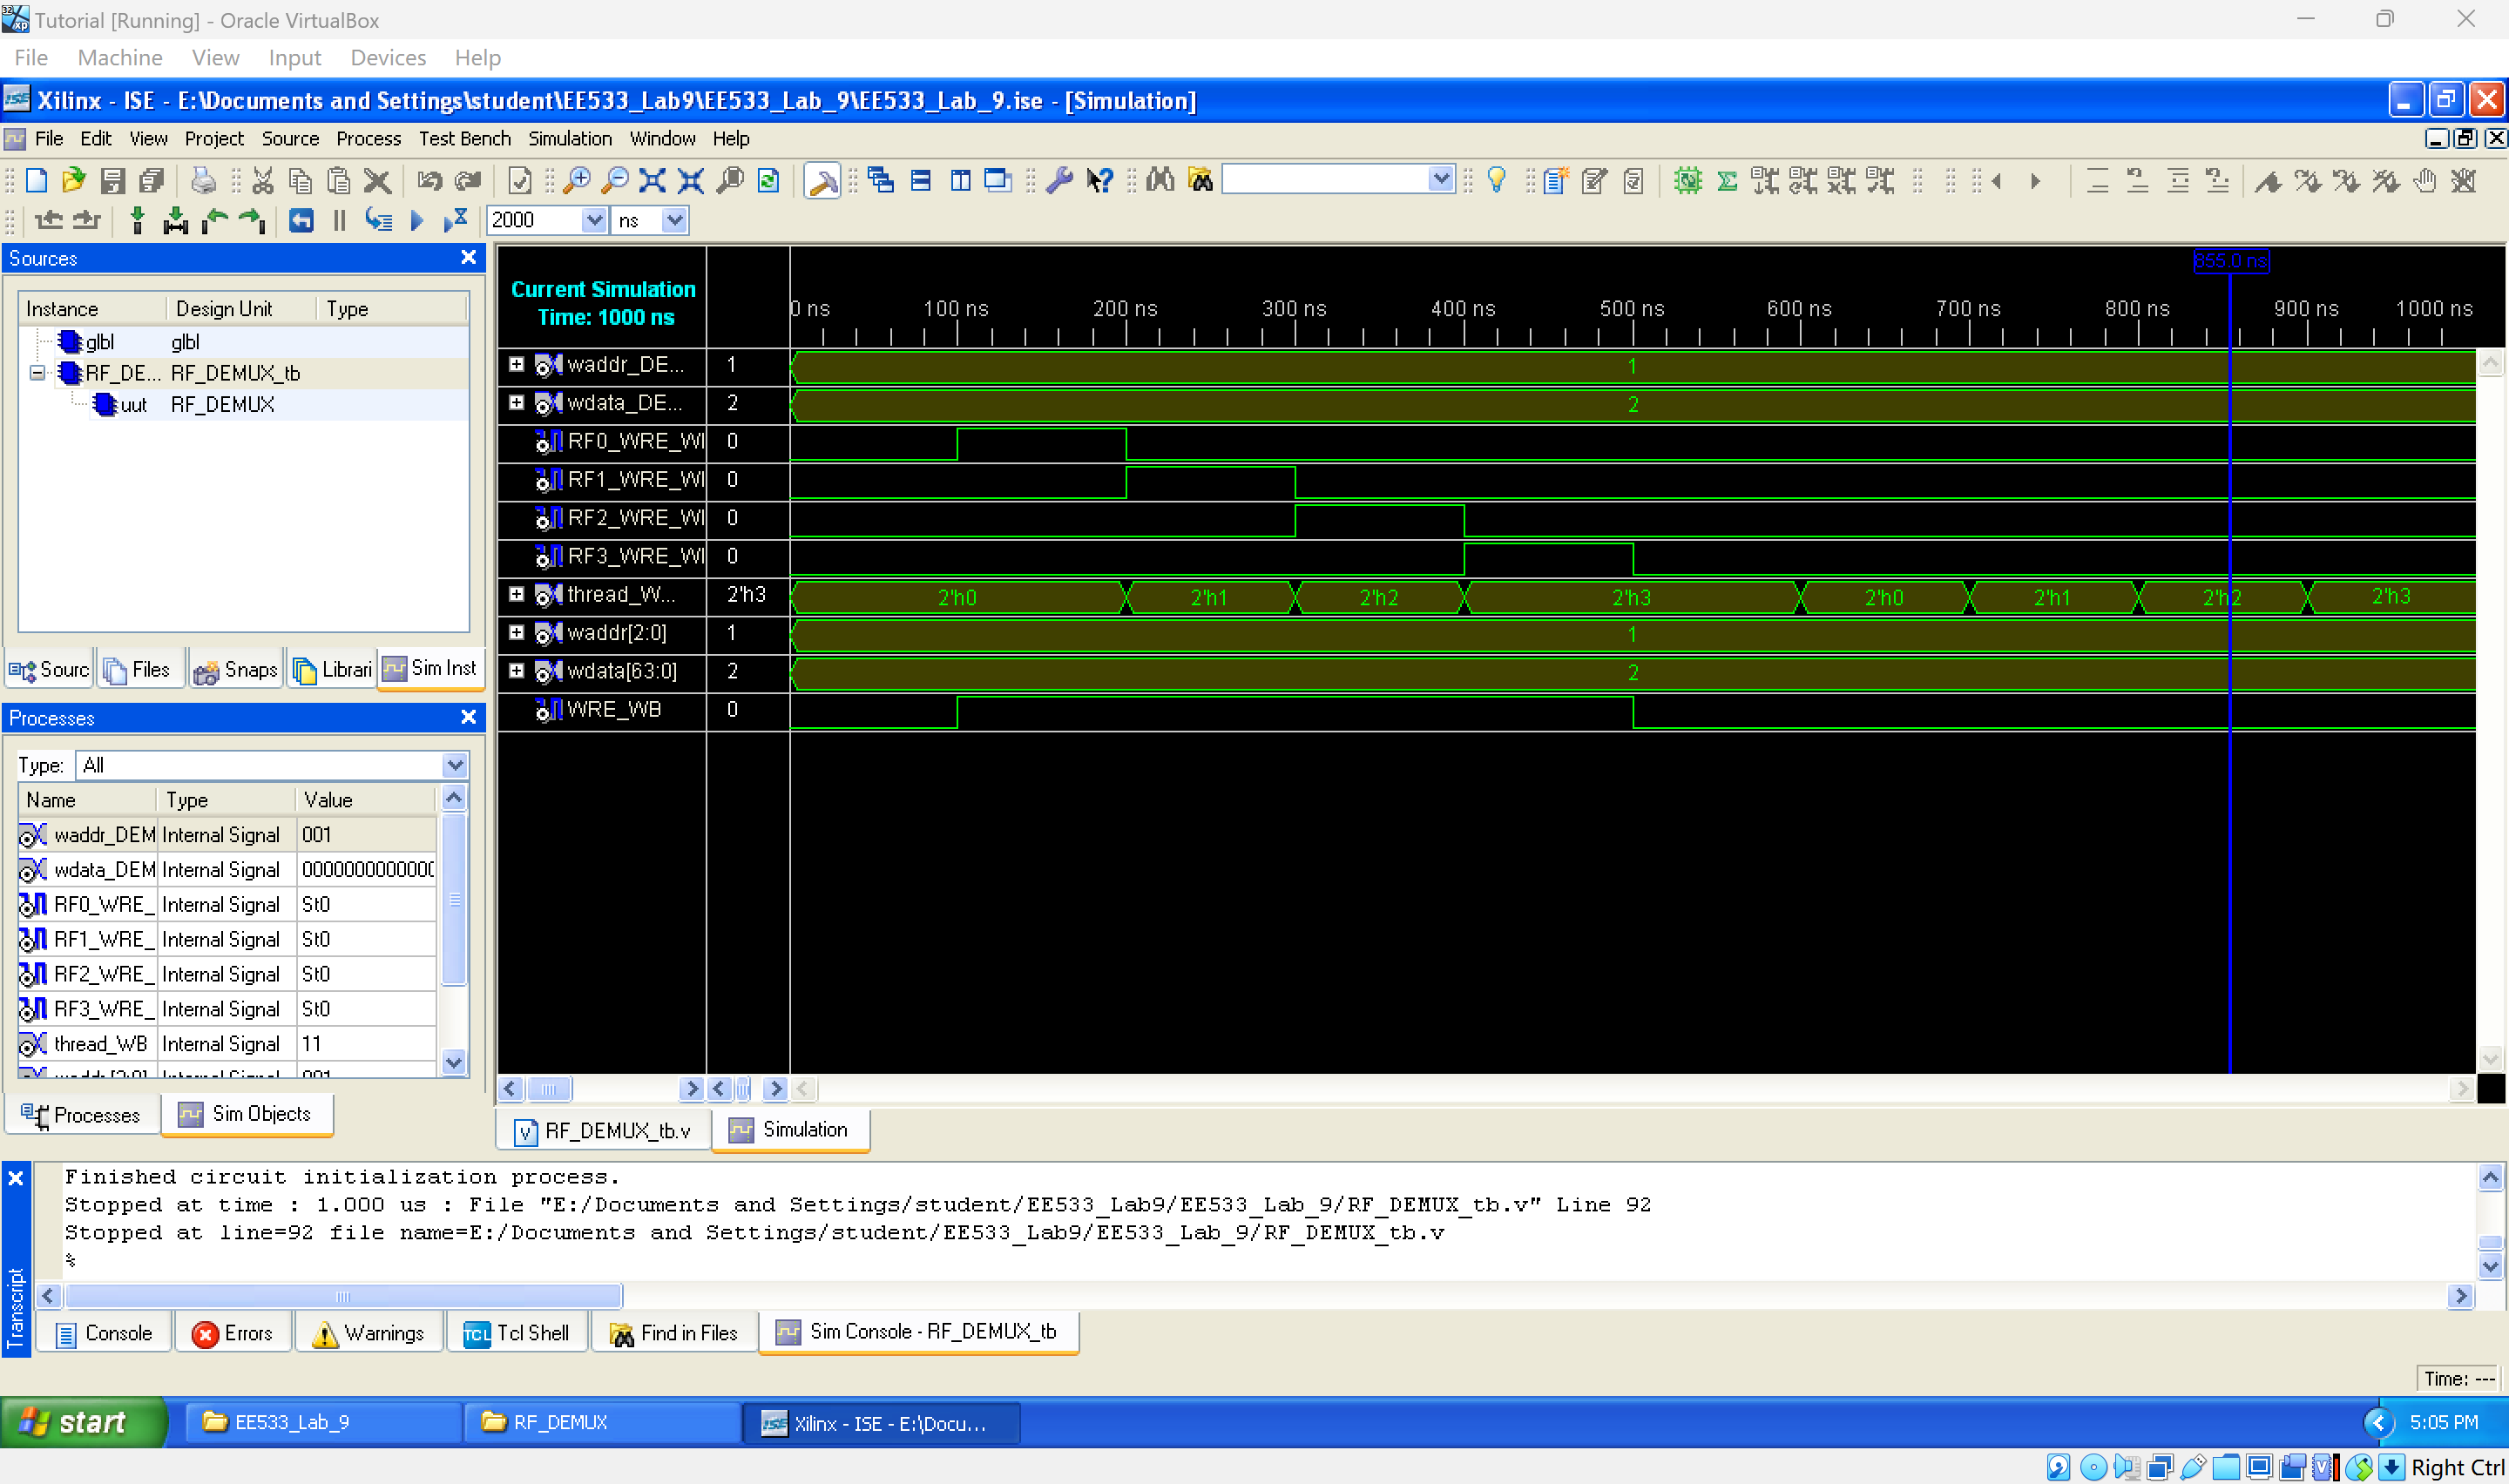 Tutorial [Running] - Oracle VirtualBox
File Machine View Input Devices Help
Xilinx - ISE - E:\Documents and Settings\student\EE533_Lab9\EE533_Lab_9\EE533_Lab_9.ise - [Simulation]
File Edit View Project Source Process Test Bench Simulation Window Help
2000 ns
Sources
Instance Design Unit Type
glbl glbl
RF_DE... RF_DEMUX_tb
uut RF_DEMUX
Sourc Files Snaps Librari Sim Inst
Processes
Type: All
Name Type Value
waddr_DEM Internal Signal 001
wdata_DEM Internal Signal 0000000000000
RF0_WRE_ Internal Signal St0
RF1_WRE_ Internal Signal St0
RF2_WRE_ Internal Signal St0
RF3_WRE_ Internal Signal St0
thread_WB Internal Signal 11
Processes Sim Objects
Current Simulation
Time: 1000 ns
855.0 ns
0 ns 100 ns 200 ns 300 ns 400 ns 500 ns 600 ns 700 ns 800 ns 900 ns 1000 ns
waddr_DE... 1 1
wdata_DE... 2 2
RF0_WRE_WI 0
RF1_WRE_WI 0
RF2_WRE_WI 0
RF3_WRE_WI 0
thread_W... 2'h3 2'h0 2'h1 2'h2 2'h3 2'h0 2'h1 2'h2 2'h3
waddr[2:0] 1 1
wdata[63:0] 2 2
WRE_WB 0
RF_DEMUX_tb.v Simulation
Transcript
Finished circuit initialization process.
Stopped at time : 1.000 us : File "E:/Documents and Settings/student/EE533_Lab9/EE533_Lab_9/RF_DEMUX_tb.v" Line 92
Stopped at line=92 file name=E:/Documents and Settings/student/EE533_Lab9/EE533_Lab_9/RF_DEMUX_tb.v
%
Console Errors Warnings Tcl Shell Find in Files Sim Console - RF_DEMUX_tb
Time: ---
start EE533_Lab_9 RF_DEMUX Xilinx - ISE - E:\Docu... 5:05 PM
Right Ctrl